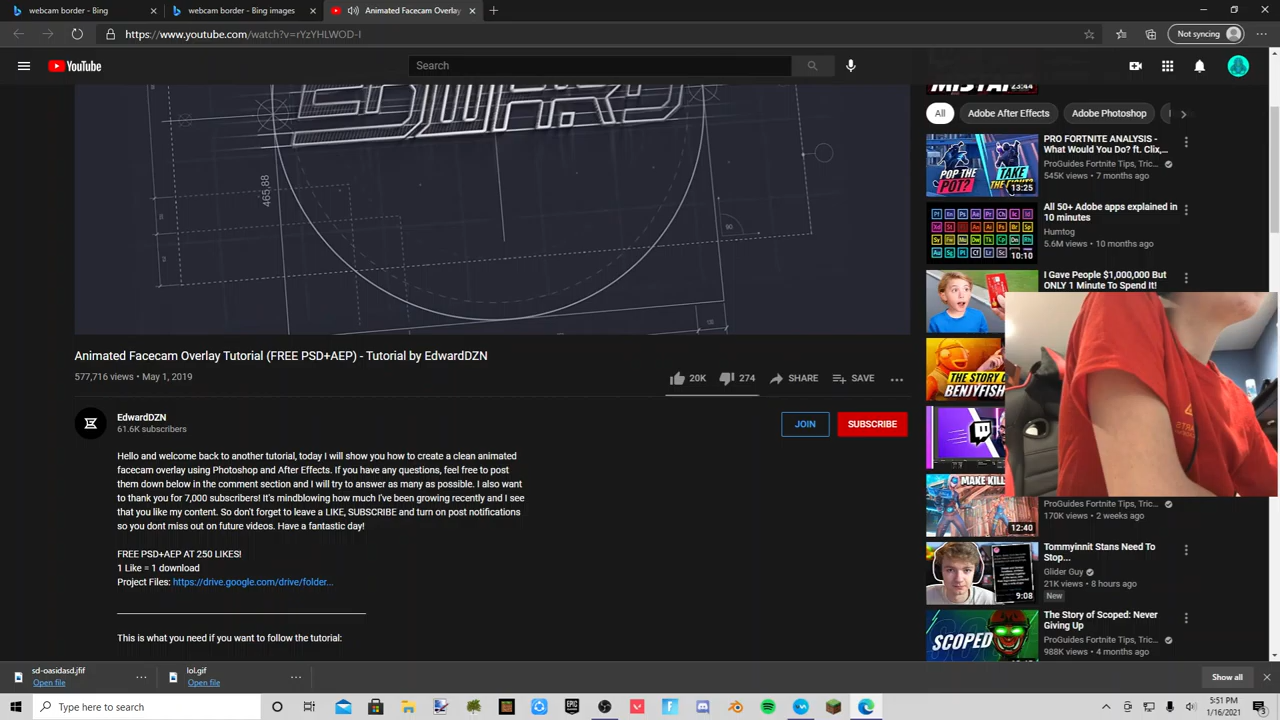 webcam border - Bing
webcam border - Bing images
Animated Facecam Overlay
https://www.youtube.com/watch?v=rYzYHLWOD-I
Not syncing
YouTube
Search
465,88
Animated Facecam Overlay Tutorial (FREE PSD+AEP) - Tutorial by EdwardDZN
577,716 views • May 1, 2019
20K
274
SHARE
SAVE
EdwardDZN
61.6K subscribers
JOIN
SUBSCRIBE
Hello and welcome back to another tutorial, today I will show you how to create a clean animated
facecam overlay using Photoshop and After Effects. If you have any questions, feel free to post
them down below in the comment section and I will try to answer as many as possible. I also want
to thank you for 7,000 subscribers! It's mindblowing how much I've been growing recently and I see
that you like my content. So don't forget to leave a LIKE, SUBSCRIBE and turn on post notifications
so you dont miss out on future videos. Have a fantastic day!
FREE PSD+AEP AT 250 LIKES!
1 Like = 1 download
Project Files: https://drive.google.com/drive/folder...
This is what you need if you want to follow the tutorial:
23:44
All
Adobe After Effects
Adobe Photoshop
POP THE POT?
TAKE
13:25
PRO FORTNITE ANALYSIS -
What Would You Do? ft. Clix,...
ProGuides Fortnite Tips, Tric...
545K views • 7 months ago
10:10
All 50+ Adobe apps explained in
10 minutes
Humtog
5.6M views • 10 months ago
I Gave People $1,000,000 But
ONLY 1 Minute To Spend It!
THE STORY OF
BENJYFISH
MAKE KILL
12:40
ProGuides Fortnite Tips, Tric...
170K views • 2 weeks ago
9:08
Tommyinnit Stans Need To
Stop...
Glider Guy
21K views • 8 hours ago
New
SCOPED
The Story of Scoped: Never
Giving Up
ProGuides Fortnite Tips, Tric...
988K views • 4 months ago
sd-oasidasd.jfif
Open file
lol.gif
Open file
Show all
Type here to search
EPIC
5:51 PM
1/16/2021